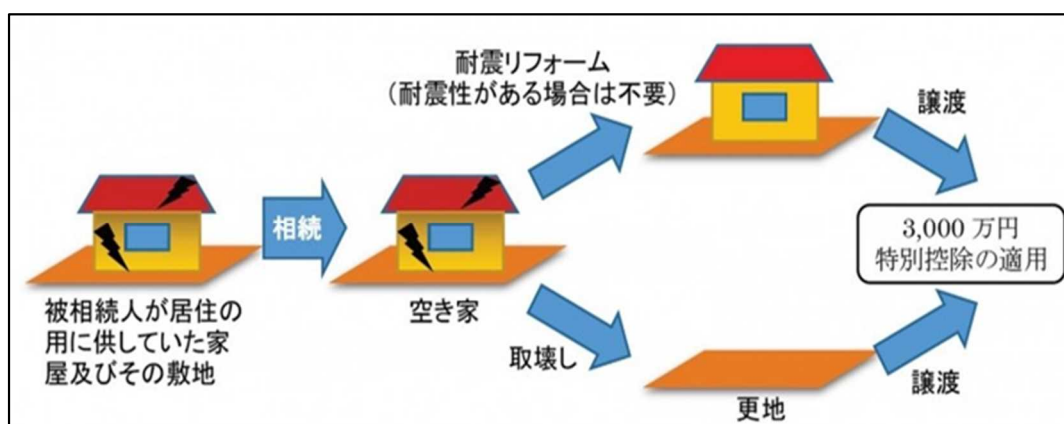 耐震リフォーム
（耐震性がある場合は不要）
譲渡
相続
3,000 万円
特別控除の適用
被相続人が居住の
用に供していた家
屋及びその敷地
空き家
取壊し
更地
譲渡